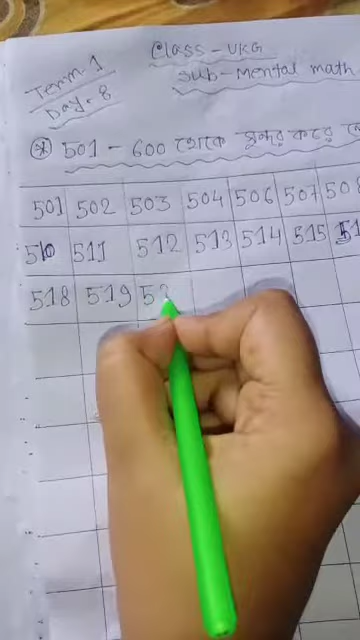 Class - UKG
Term-1
Sub - Mental math
Day - 8
501 - 600 থেকে সুন্দর করে
501 502 503 504 506 507
510 511 512 513 514 515
518 519